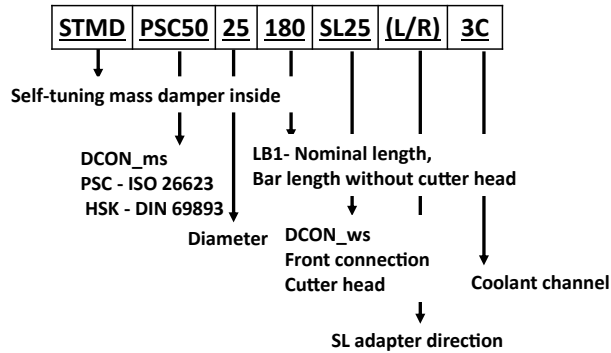 STMD PSC50 25 180 SL25 (L/R) 3C
Self-tuning mass damper inside
DCON_ms
PSC - ISO 26623
HSK - DIN 69893
LB1- Nominal length,
Bar length without cutter head
Diameter
DCON_ws
Front connection
Cutter head
Coolant channel
SL adapter direction